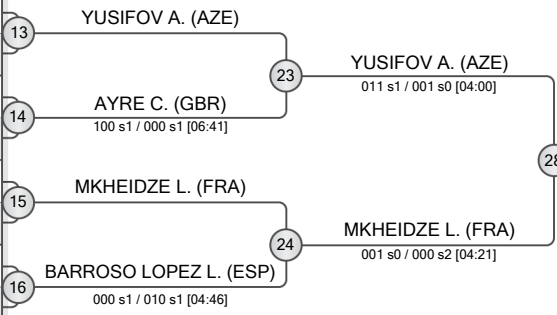 13
YUSIFOV A. (AZE)
23
YUSIFOV A. (AZE)
011 s1 / 001 s0 [04:00]
14
AYRE C. (GBR)
100 s1 / 000 s1 [06:41]
28
15
MKHEIDZE L. (FRA)
24
MKHEIDZE L. (FRA)
001 s0 / 000 s2 [04:21]
16
BARROSO LOPEZ L. (ESP)
000 s1 / 010 s1 [04:46]